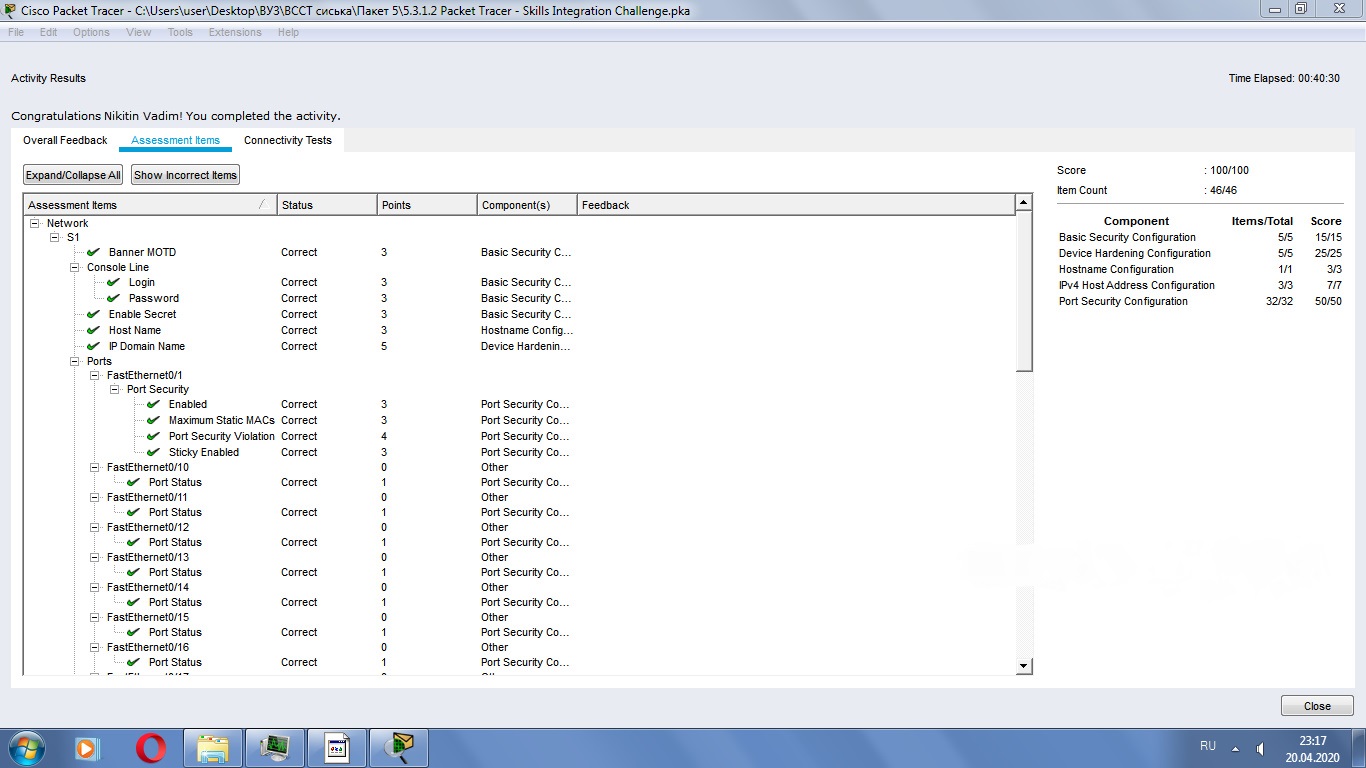 Cisco Packet Tracer - C:\Users\user\Desktop\ВУЗ\ВССТ сиська\Пакет 5\5.3.1.2 Packet Tracer - Skills Integration Challenge.pka
File Edit Options View Tools Extensions Help
Activity Results Time Elapsed: 00:40:30
Congratulations Nikitin Vadim! You completed the activity.
Overall Feedback Assessment Items Connectivity Tests
Expand/Collapse All Show Incorrect Items
Assessment Items Status Points Component(s) Feedback
Network
S1
Banner MOTD Correct 3 Basic Security C...
Console Line
Login Correct 3 Basic Security C...
Password Correct 3 Basic Security C...
Enable Secret Correct 3 Basic Security C...
Host Name Correct 3 Hostname Config...
IP Domain Name Correct 5 Device Hardenin...
Ports
FastEthernet0/1
Port Security
Enabled Correct 3 Port Security Co...
Maximum Static MACs Correct 3 Port Security Co...
Port Security Violation Correct 4 Port Security Co...
Sticky Enabled Correct 3 Port Security Co...
FastEthernet0/10 0 Other
Port Status Correct 1 Port Security Co...
FastEthernet0/11 0 Other
Port Status Correct 1 Port Security Co...
FastEthernet0/12 0 Other
Port Status Correct 1 Port Security Co...
FastEthernet0/13 0 Other
Port Status Correct 1 Port Security Co...
FastEthernet0/14 0 Other
Port Status Correct 1 Port Security Co...
FastEthernet0/15 0 Other
Port Status Correct 1 Port Security Co...
FastEthernet0/16 0 Other
Port Status Correct 1 Port Security Co...
Score : 100/100
Item Count : 46/46
Component Items/Total Score
Basic Security Configuration 5/5 15/15
Device Hardening Configuration 5/5 25/25
Hostname Configuration 1/1 3/3
IPv4 Host Address Configuration 3/3 7/7
Port Security Configuration 32/32 50/50
Close
RU
23:17
20.04.2020